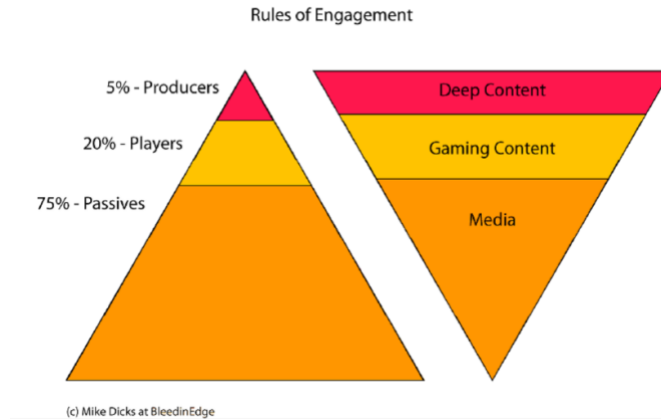 Rules of Engagement
5% - Producers
20% - Players
75% - Passives
Deep Content
Gaming Content
Media
(c) Mike Dicks at BleedinEdge